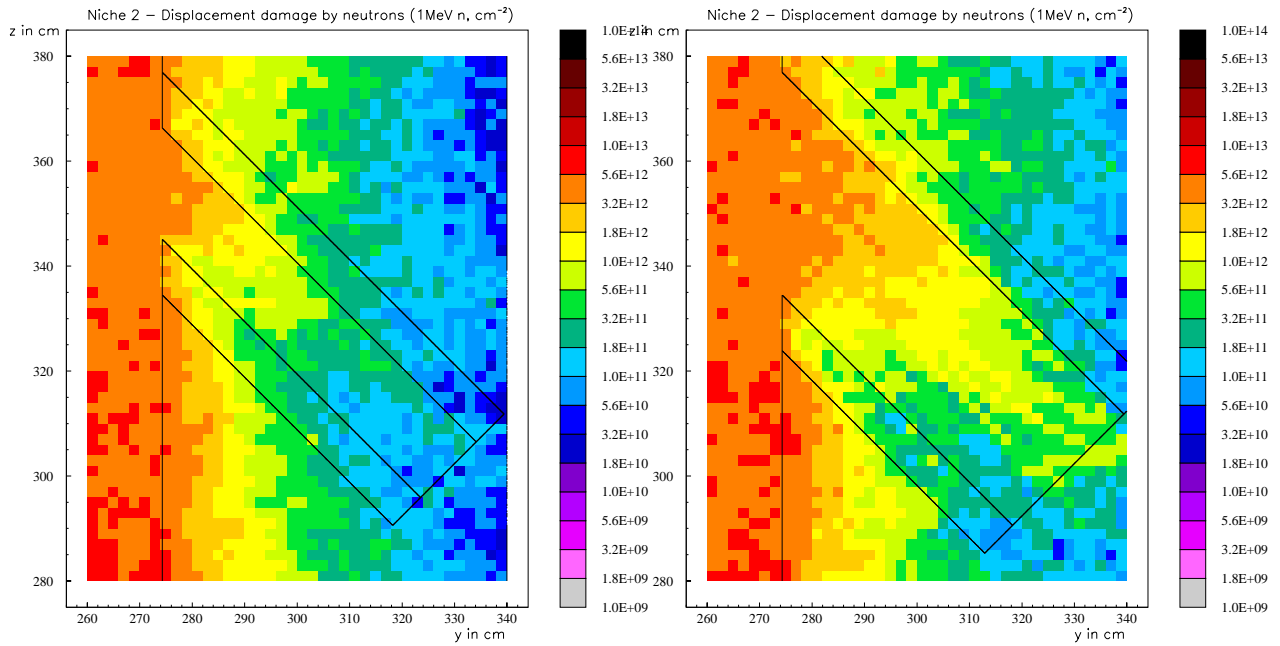 Niche 2 – Displacement damage by neutrons (1MeV n, cm⁻²)
z in cm
380
360
340
320
300
280
260 270 280 290 300 310 320 330 340
y in cm
1.0E+14
5.6E+13
3.2E+13
1.8E+13
1.0E+13
5.6E+12
3.2E+12
1.8E+12
1.0E+12
5.6E+11
3.2E+11
1.8E+11
1.0E+11
5.6E+10
3.2E+10
1.8E+10
1.0E+10
5.6E+09
3.2E+09
1.8E+09
1.0E+09
Niche 2 – Displacement damage by neutrons (1MeV n, cm⁻²)
z in cm
380
360
340
320
300
280
260 270 280 290 300 310 320 330 340
y in cm
1.0E+14
5.6E+13
3.2E+13
1.8E+13
1.0E+13
5.6E+12
3.2E+12
1.8E+12
1.0E+12
5.6E+11
3.2E+11
1.8E+11
1.0E+11
5.6E+10
3.2E+10
1.8E+10
1.0E+10
5.6E+09
3.2E+09
1.8E+09
1.0E+09